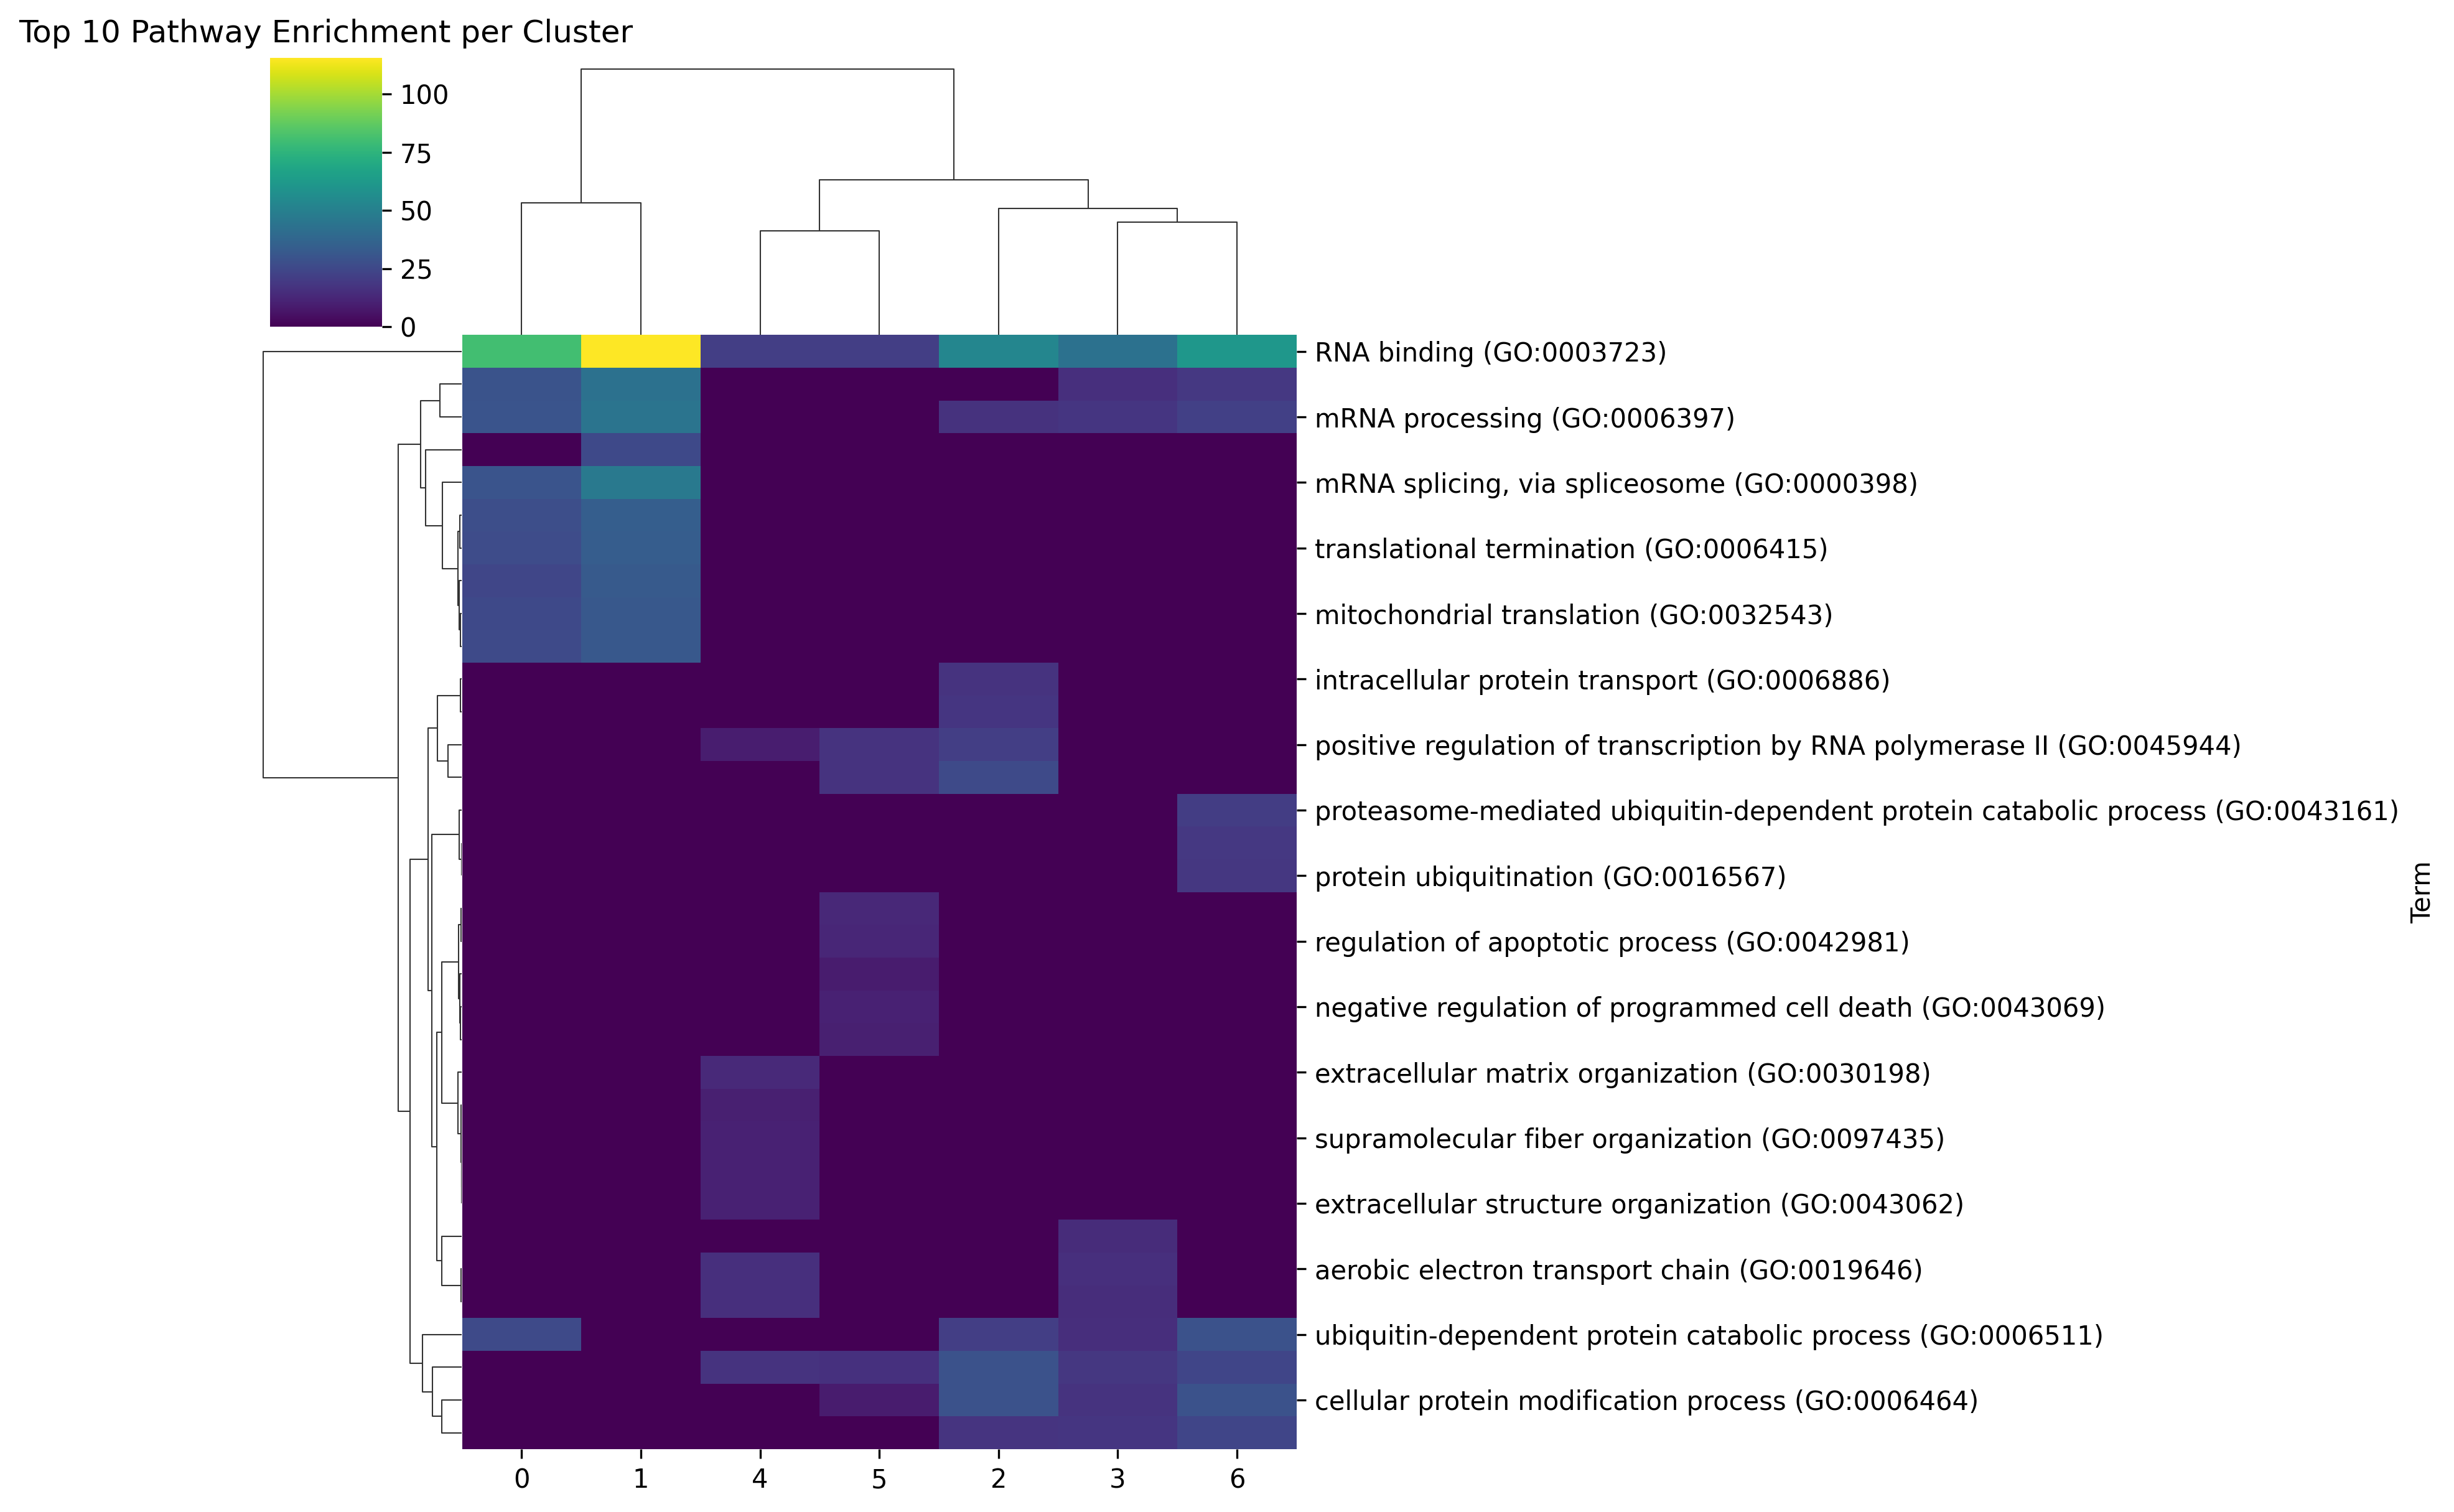 Top 10 Pathway Enrichment per Cluster
100
75
50
25
0
RNA binding (GO:0003723)
mRNA processing (GO:0006397)
mRNA splicing, via spliceosome (GO:0000398)
translational termination (GO:0006415)
mitochondrial translation (GO:0032543)
intracellular protein transport (GO:0006886)
positive regulation of transcription by RNA polymerase II (GO:0045944)
proteasome-mediated ubiquitin-dependent protein catabolic process (GO:0043161)
protein ubiquitination (GO:0016567)
regulation of apoptotic process (GO:0042981)
negative regulation of programmed cell death (GO:0043069)
extracellular matrix organization (GO:0030198)
supramolecular fiber organization (GO:0097435)
extracellular structure organization (GO:0043062)
aerobic electron transport chain (GO:0019646)
ubiquitin-dependent protein catabolic process (GO:0006511)
cellular protein modification process (GO:0006464)
Term
0 1 4 5 2 3 6